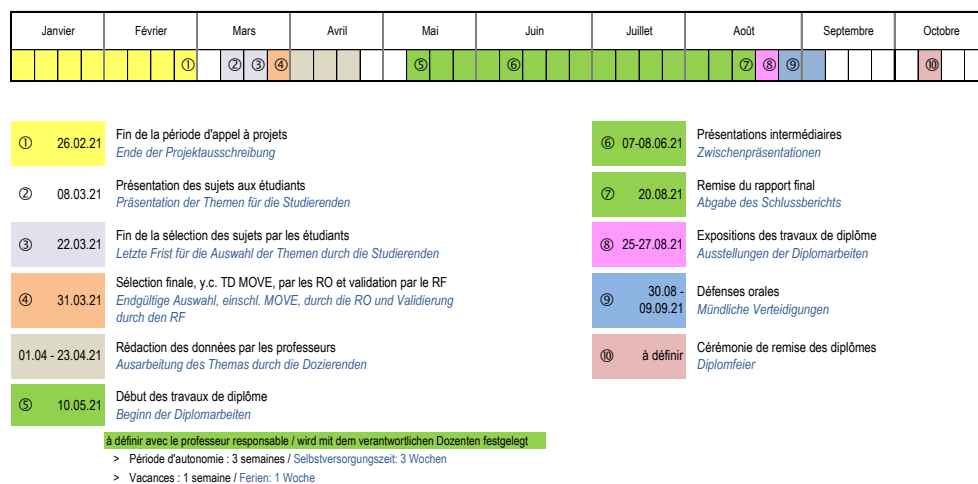 Janvier Février Mars Avril Mai Juin Juillet Août Septembre Octobre
① ② ③ ④ ⑤ ⑥ ⑦ ⑧ ⑨ ⑩
① 26.02.21 Fin de la période d'appel à projets
Ende der Projektausschreibung
② 08.03.21 Présentation des sujets aux étudiants
Präsentation der Themen für die Studierenden
③ 22.03.21 Fin de la sélection des sujets par les étudiants
Letzte Frist für die Auswahl der Themen durch die Studierenden
④ 31.03.21 Sélection finale, y.c. TD MOVE, par les RO et validation par le RF
Endgültige Auswahl, einschl. MOVE, durch die RO und Validierung
durch den RF
01.04 - 23.04.21 Rédaction des données par les professeurs
Ausarbeitung des Themas durch die Dozierenden
⑤ 10.05.21 Début des travaux de diplôme
Beginn der Diplomarbeiten
à définir avec le professeur responsable / wird mit dem verantwortlichen Dozenten festgelegt
> Période d'autonomie : 3 semaines / Selbstversorgungszeit: 3 Wochen
> Vacances : 1 semaine / Ferien: 1 Woche
⑥ 07-08.06.21 Présentations intermédiaires
Zwischenpräsentationen
⑦ 20.08.21 Remise du rapport final
Abgabe des Schlussberichts
⑧ 25-27.08.21 Expositions des travaux de diplôme
Ausstellungen der Diplomarbeiten
⑨ 30.08 -
09.09.21 Défenses orales
Mündliche Verteidigungen
⑩ à définir Cérémonie de remise des diplômes
Diplomfeier